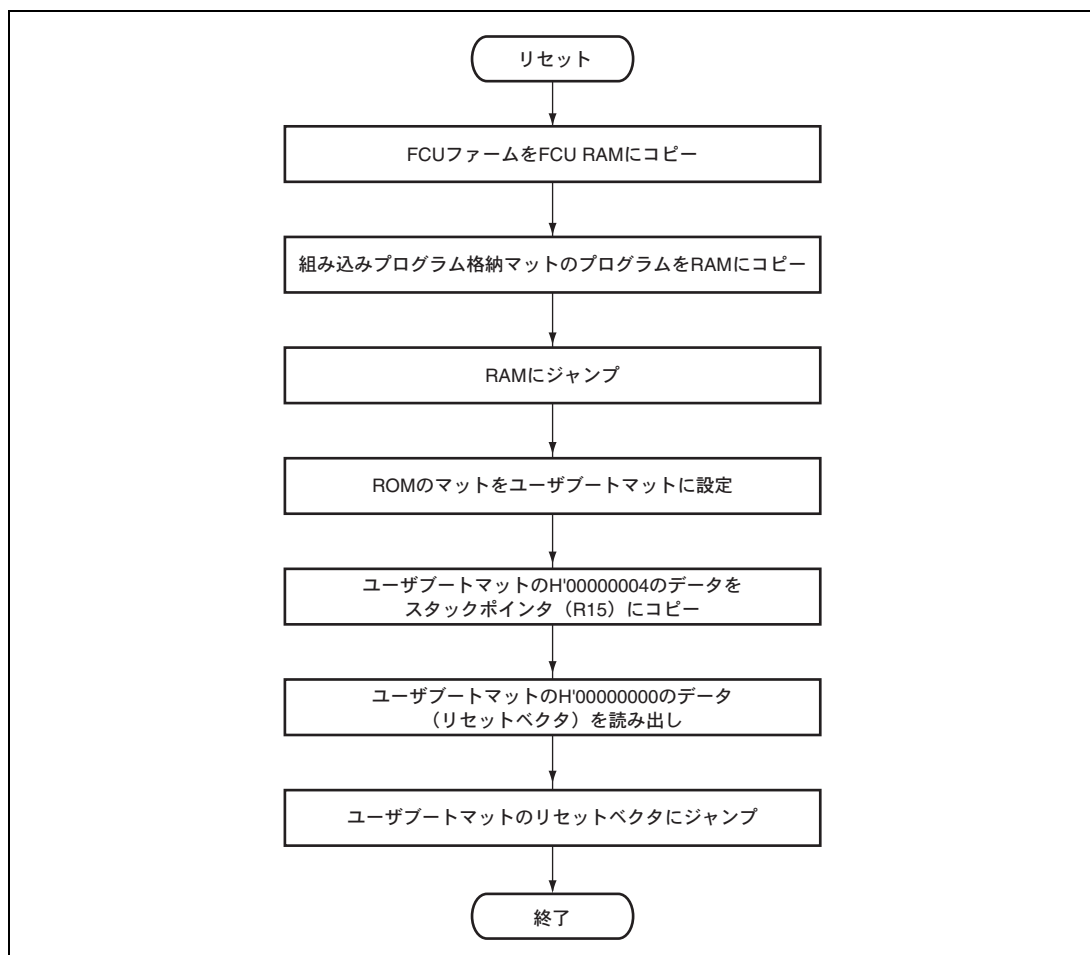 リセット
FCUファームをFCU RAMにコピー
組み込みプログラム格納マットのプログラムをRAMにコピー
RAMにジャンプ
ROMのマットをユーザブートマットに設定
ユーザブートマットのH'00000004のデータを
スタックポインタ（R15）にコピー
ユーザブートマットのH'00000000のデータ
（リセットベクタ）を読み出し
ユーザブートマットのリセットベクタにジャンプ
終了